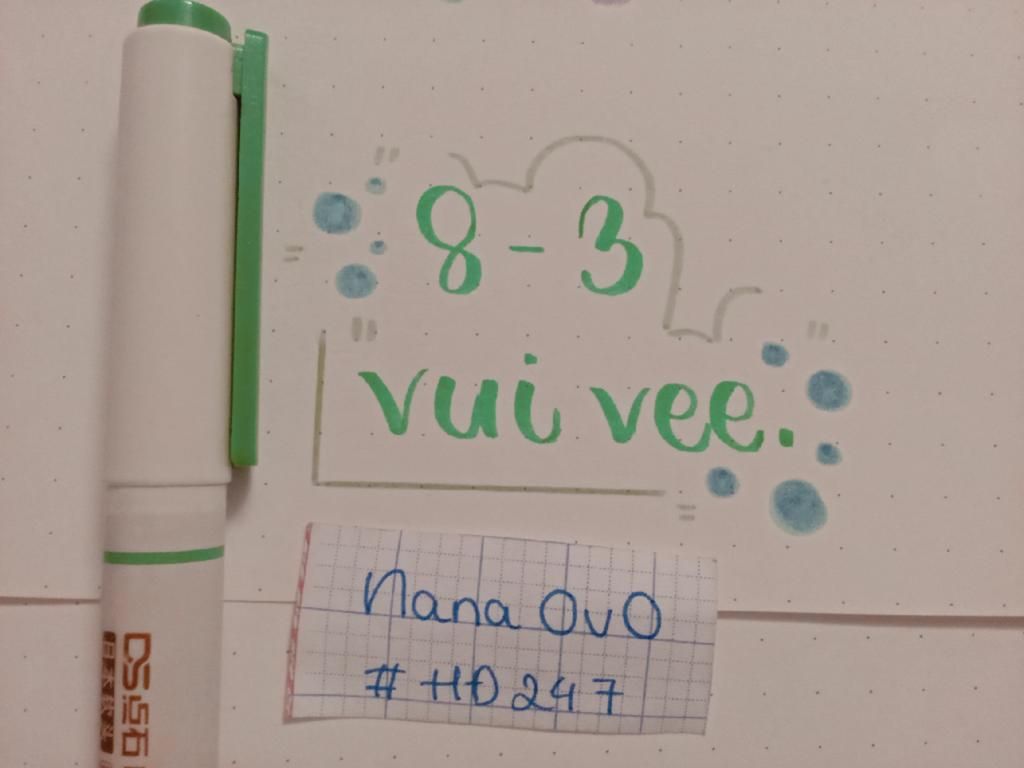 8 - 3
vui vee.
Nana OvO
#HD247